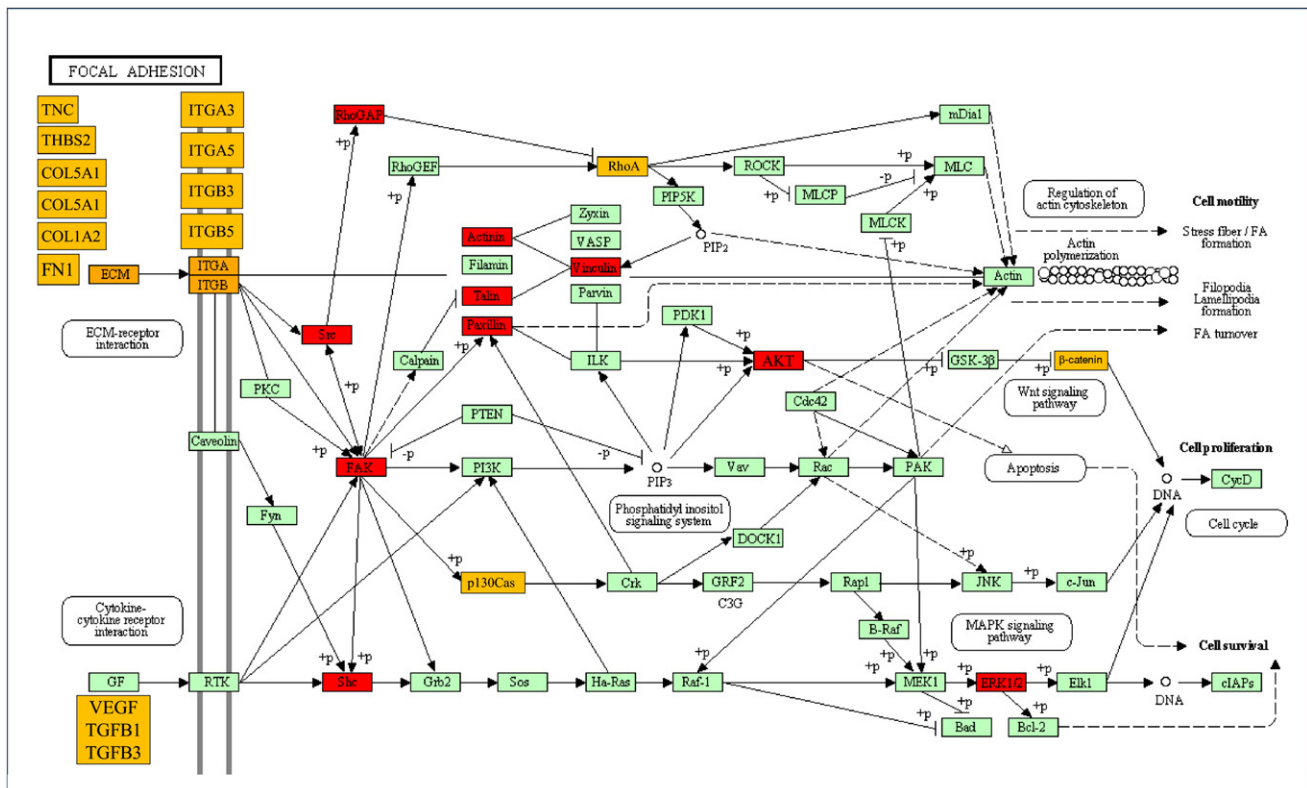 FOCAL ADHESION
TNC
THBS2
COL5A1
COL5A1
COL1A2
FN1
ITGA3
ITGA5
ITGB3
ITGB5
ECM
ITGA
ITGB
ECM-receptor
interaction
RhoGAP
+p
RhoGEF
+p
RhoA
ROCK
+p
mDia1
+p
MLC
-p
MLCP
PIP5K
MLCK
+p
+p
PIP2
Regulation of
actin cytoskeleton
Cell motility
Stress fiber / FA
formation
Actin
polymerization
Zyxin
Actinin
VASP
Filamin
Vinculin
Talin
Parvin
Actin
Filopodia
Lamellipodia
formation
FA turnover
Src
Paxillin
+p
Calpain
ILK
PDK1
+p
AKT
+p
GSK-3β
+p
β-catenin
Wnt signaling
pathway
PKC
+p
Cdc42
PTEN
Caveolin
+p
FAK
-p
PI3K
-p
PIP3
Vav
Rac
PAK
Apoptosis
Cell proliferation
DNA
CycD
Cell cycle
Phosphatidyl inositol
signaling system
Fyn
DOCK1
+p
p130Cas
Crk
GRF2
C3G
Rap1
+p
JNK
+p
c-Jun
Cytokine-
cytokine receptor
interaction
B-Raf
MAPK signaling
pathway
Cell survival
GF
RTK
+p
+p
Shc
Grb2
Sos
Ha-Ras
+p
Raf-1
+p
+p
+p
MEK1
+p
ERK1/2
+p
Elk1
DNA
cIAPs
+p
+p
Bad
+p
Bcl-2
VEGF
TGFB1
TGFB3